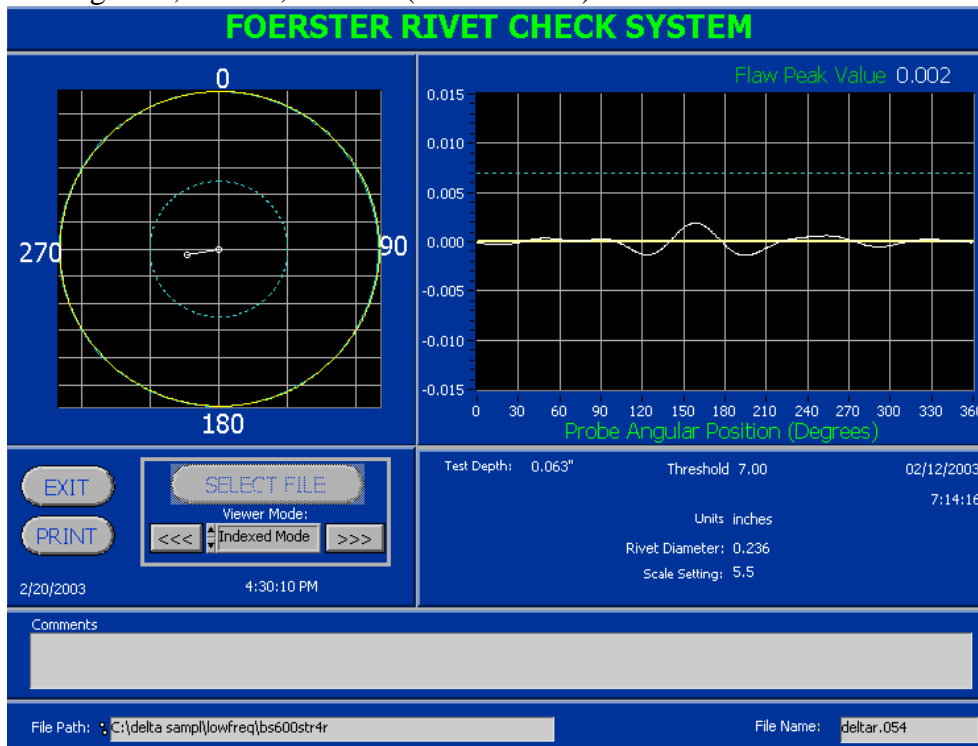 FOERSTER RIVET CHECK SYSTEM
0
270
90
180
Flaw Peak Value 0.002
0.015
0.010
0.005
0.000
-0.005
-0.010
-0.015
0 30 60 90 120 150 180 210 240 270 300 330 360
Probe Angular Position (Degrees)
EXIT
PRINT
SELECT FILE
Viewer Mode:
<<< Indexed Mode >>>
2/20/2003 4:30:10 PM
Test Depth: 0.063" Threshold 7.00 02/12/2003
7:14:16
Units inches
Rivet Diameter: 0.236
Scale Setting: 5.5
Comments
File Path: C:\delta sampl\lowfreq\bs600str4r
File Name: deltar.054